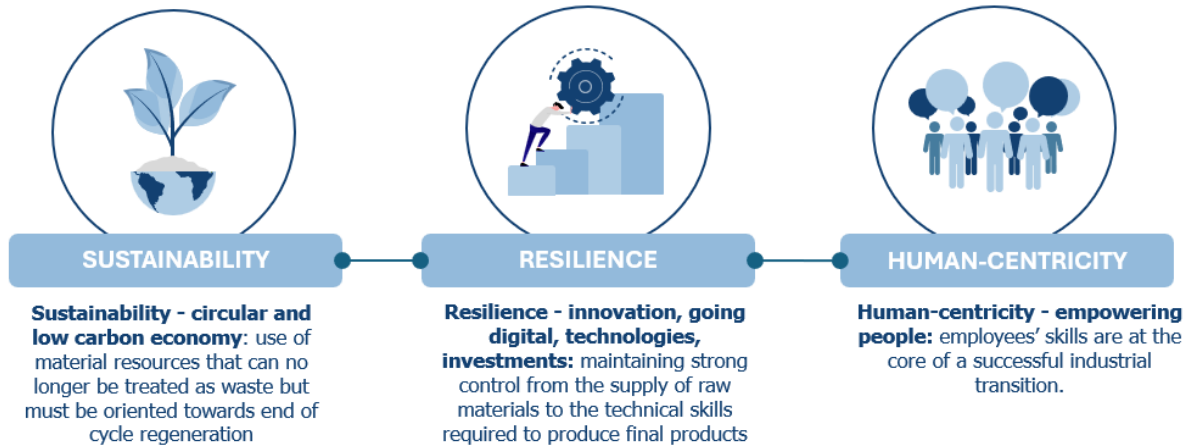 SUSTAINABILITY
Sustainability - circular and
low carbon economy: use of
material resources that can no
longer be treated as waste but
must be oriented towards end of
cycle regeneration
RESILIENCE
Resilience - innovation, going
digital, technologies,
investments: maintaining strong
control from the supply of raw
materials to the technical skills
required to produce final products
HUMAN-CENTRICITY
Human-centricity - empowering
people: employees’ skills are at the
core of a successful industrial
transition.